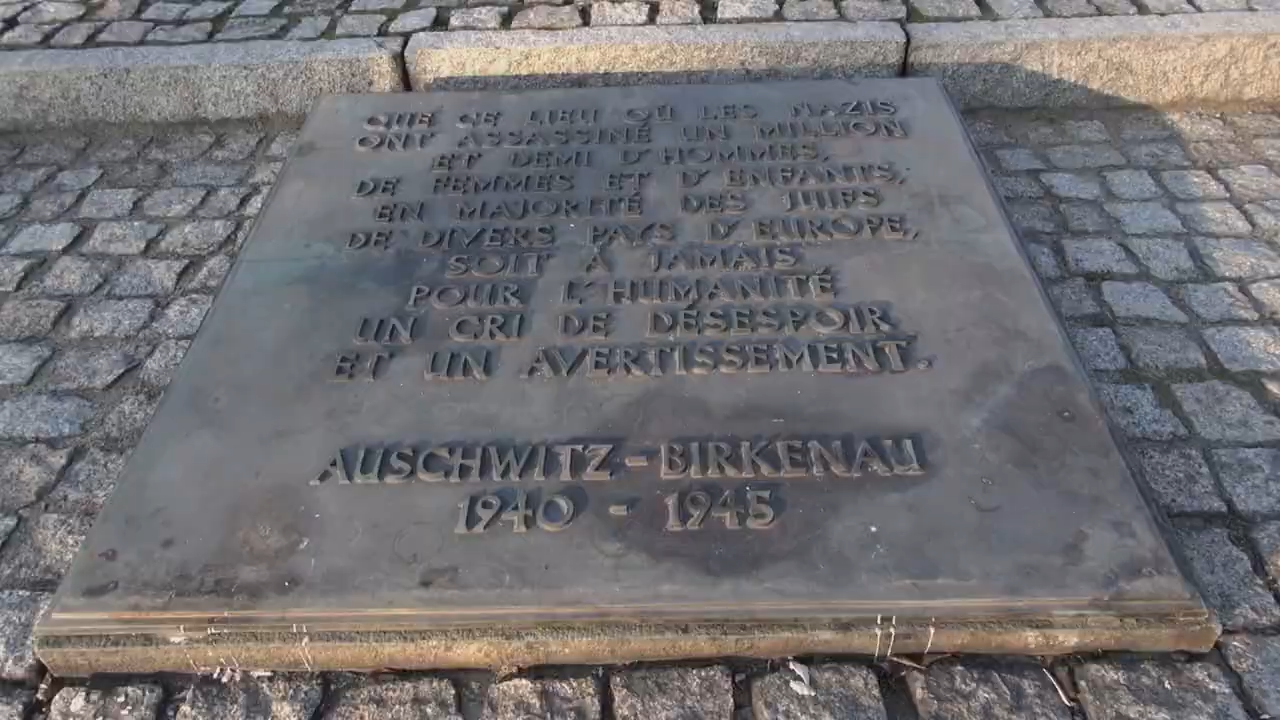 QUE CE LIEU OÙ LES NAZIS
ONT ASSASSINÉ UN MILLION
ET DEMI D'HOMMES,
DE FEMMES ET D'ENFANTS,
EN MAJORITÉ DES JUIFS
DE DIVERS PAYS D'EUROPE,
SOIT À JAMAIS
POUR L'HUMANITÉ
UN CRI DE DÉSESPOIR
ET UN AVERTISSEMENT.
AUSCHWITZ - BIRKENAU
1940 - 1945